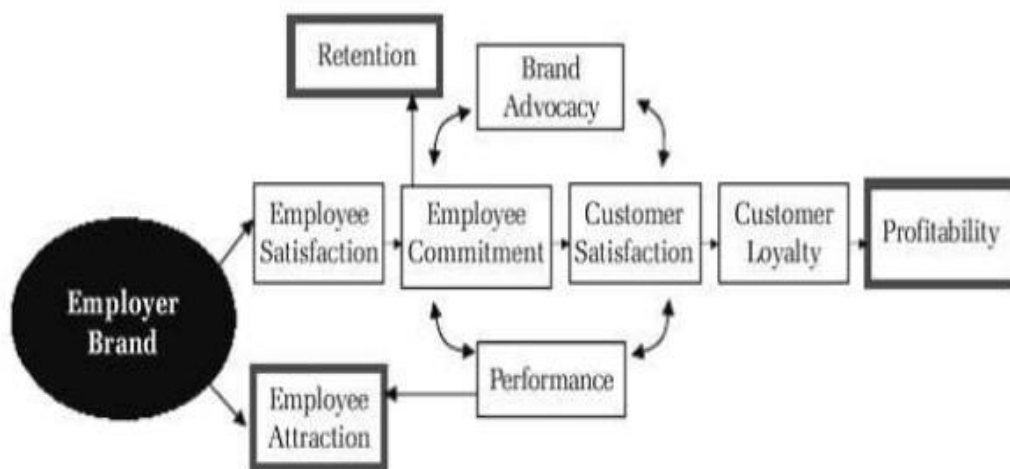 Retention
Brand
Advocacy
Employee
Satisfaction
Employee
Commitment
Customer
Satisfaction
Customer
Loyalty
Profitability
Employer
Brand
Performance
Employee
Attraction